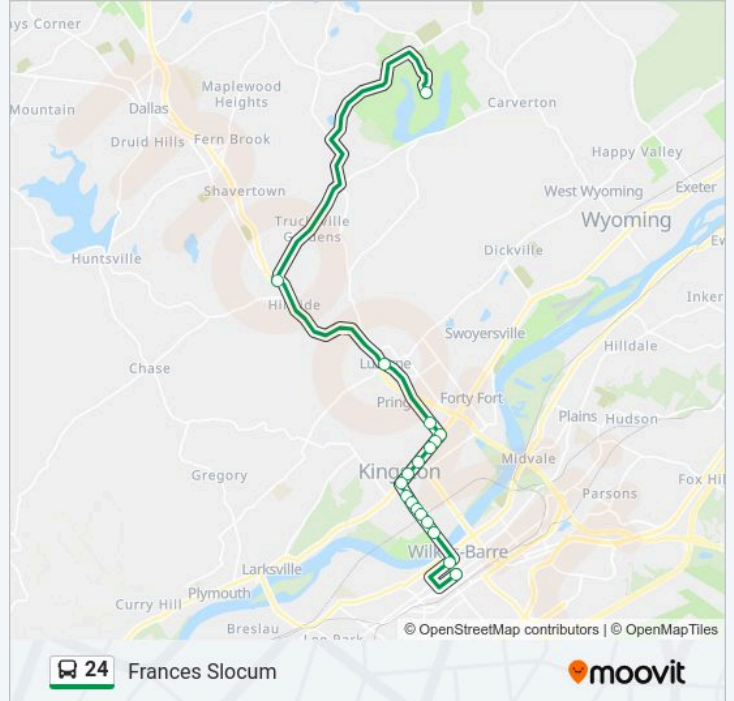 ays Corner
Maplewood
Heights
Mountain
Dallas
Carverton
Druid Hills
Fern Brook
Happy Valley
Shavertown
West Wyoming
Exeter
Wyoming
Gardens
Huntsville
Dickville
Inker
Swoyersville
Hilldale
Chase
Forty Fort
Plains
Hudson
Midvale
Gregory
Fox Hil
Parsons
Larksville
Plymouth
Curry Hill
Breslau
© OpenStreetMap contributors | © OpenMapTiles
24
Frances Slocum
moovit